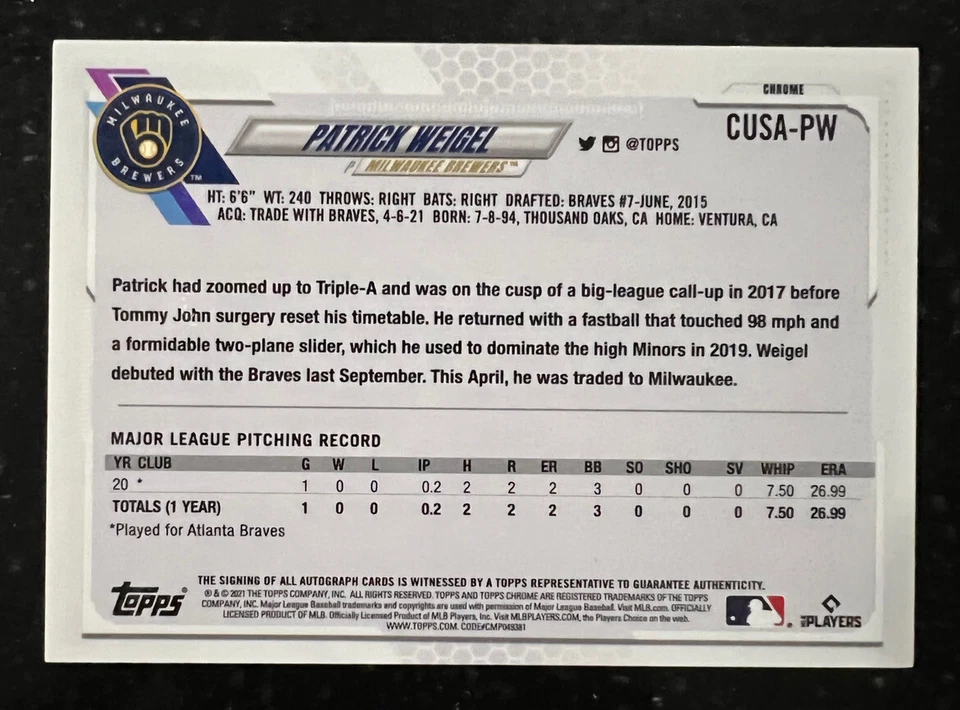 CHROME
MILWAUKEE BREWERS TM
PATRICK WEIGEL
CUSA-PW
@TOPPS
P MILWAUKEE BREWERS™
HT: 6'6" WT: 240 THROWS: RIGHT BATS: RIGHT DRAFTED: BRAVES #7-JUNE, 2015
ACQ: TRADE WITH BRAVES, 4-6-21 BORN: 7-8-94, THOUSAND OAKS, CA HOME: VENTURA, CA
Patrick had zoomed up to Triple-A and was on the cusp of a big-league call-up in 2017 before
Tommy John surgery reset his timetable. He returned with a fastball that touched 98 mph and
a formidable two-plane slider, which he used to dominate the high Minors in 2019. Weigel
debuted with the Braves last September. This April, he was traded to Milwaukee.
MAJOR LEAGUE PITCHING RECORD
YR CLUB G W L IP H R ER BB SO SHO SV WHIP ERA
20 * 1 0 0 0.2 2 2 2 3 0 0 0 7.50 26.99
TOTALS (1 YEAR) 1 0 0 0.2 2 2 2 3 0 0 0 7.50 26.99
*Played for Atlanta Braves
THE SIGNING OF ALL AUTOGRAPH CARDS IS WITNESSED BY A TOPPS REPRESENTATIVE TO GUARANTEE AUTHENTICITY.
® & © 2021 THE TOPPS COMPANY, INC. ALL RIGHTS RESERVED. TOPPS AND TOPPS CHROME ARE REGISTERED TRADEMARKS OF THE TOPPS
COMPANY, INC. Major League Baseball trademarks and copyrights are used with permission of Major League Baseball. Visit MLB.com. OFFICIALLY
LICENSED PRODUCT OF MLB. Officially Licensed Product of MLB Players, Inc. Visit MLBPLAYERS.COM, the Players Choice on the web.
WWW.TOPPS.COM. CODE#CMP049381
Topps®
MLB PLAYERS